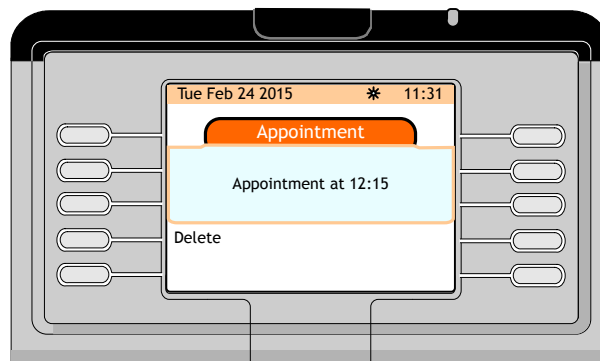 Tue Feb 24 2015 ☼ 11:31
Appointment
Appointment at 12:15
Delete